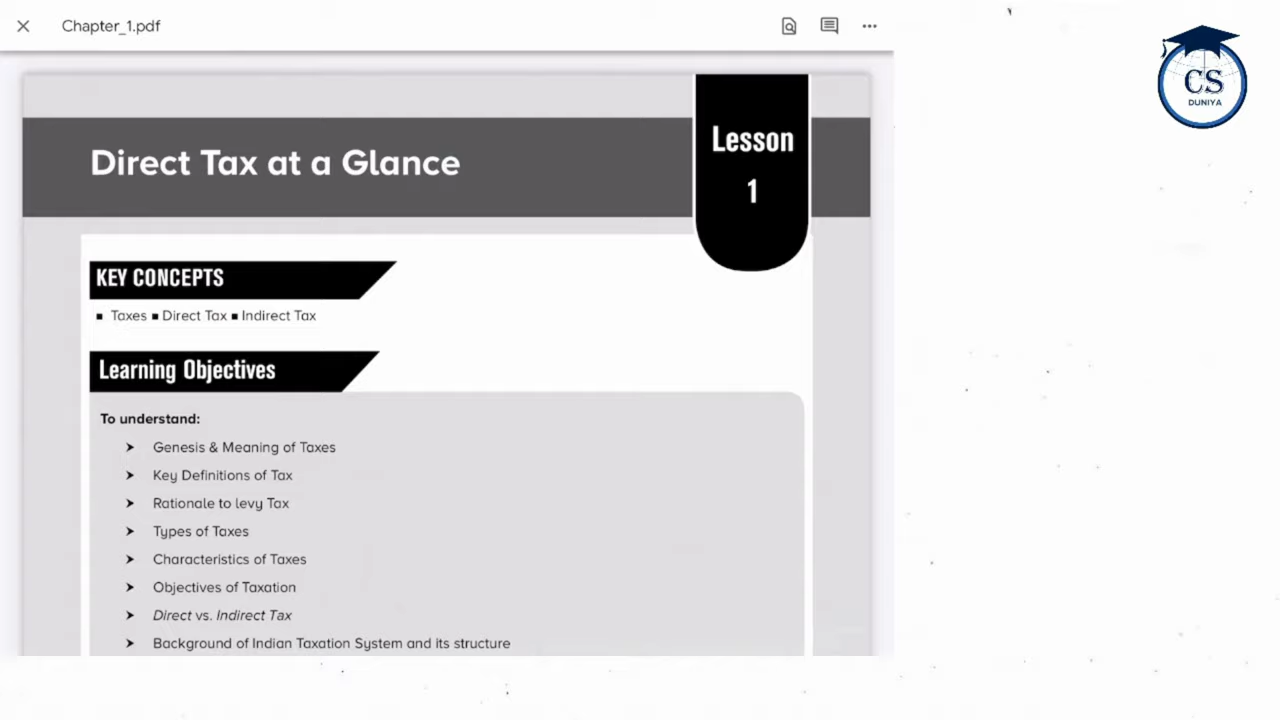 Chapter_1.pdf
CS
DUNIYA
Direct Tax at a Glance
Lesson
1
KEY CONCEPTS
▪ Taxes ▪ Direct Tax ▪ Indirect Tax
Learning Objectives
To understand:
➤ Genesis & Meaning of Taxes
➤ Key Definitions of Tax
➤ Rationale to levy Tax
➤ Types of Taxes
➤ Characteristics of Taxes
➤ Objectives of Taxation
➤ Direct vs. Indirect Tax
➤ Background of Indian Taxation System and its structure